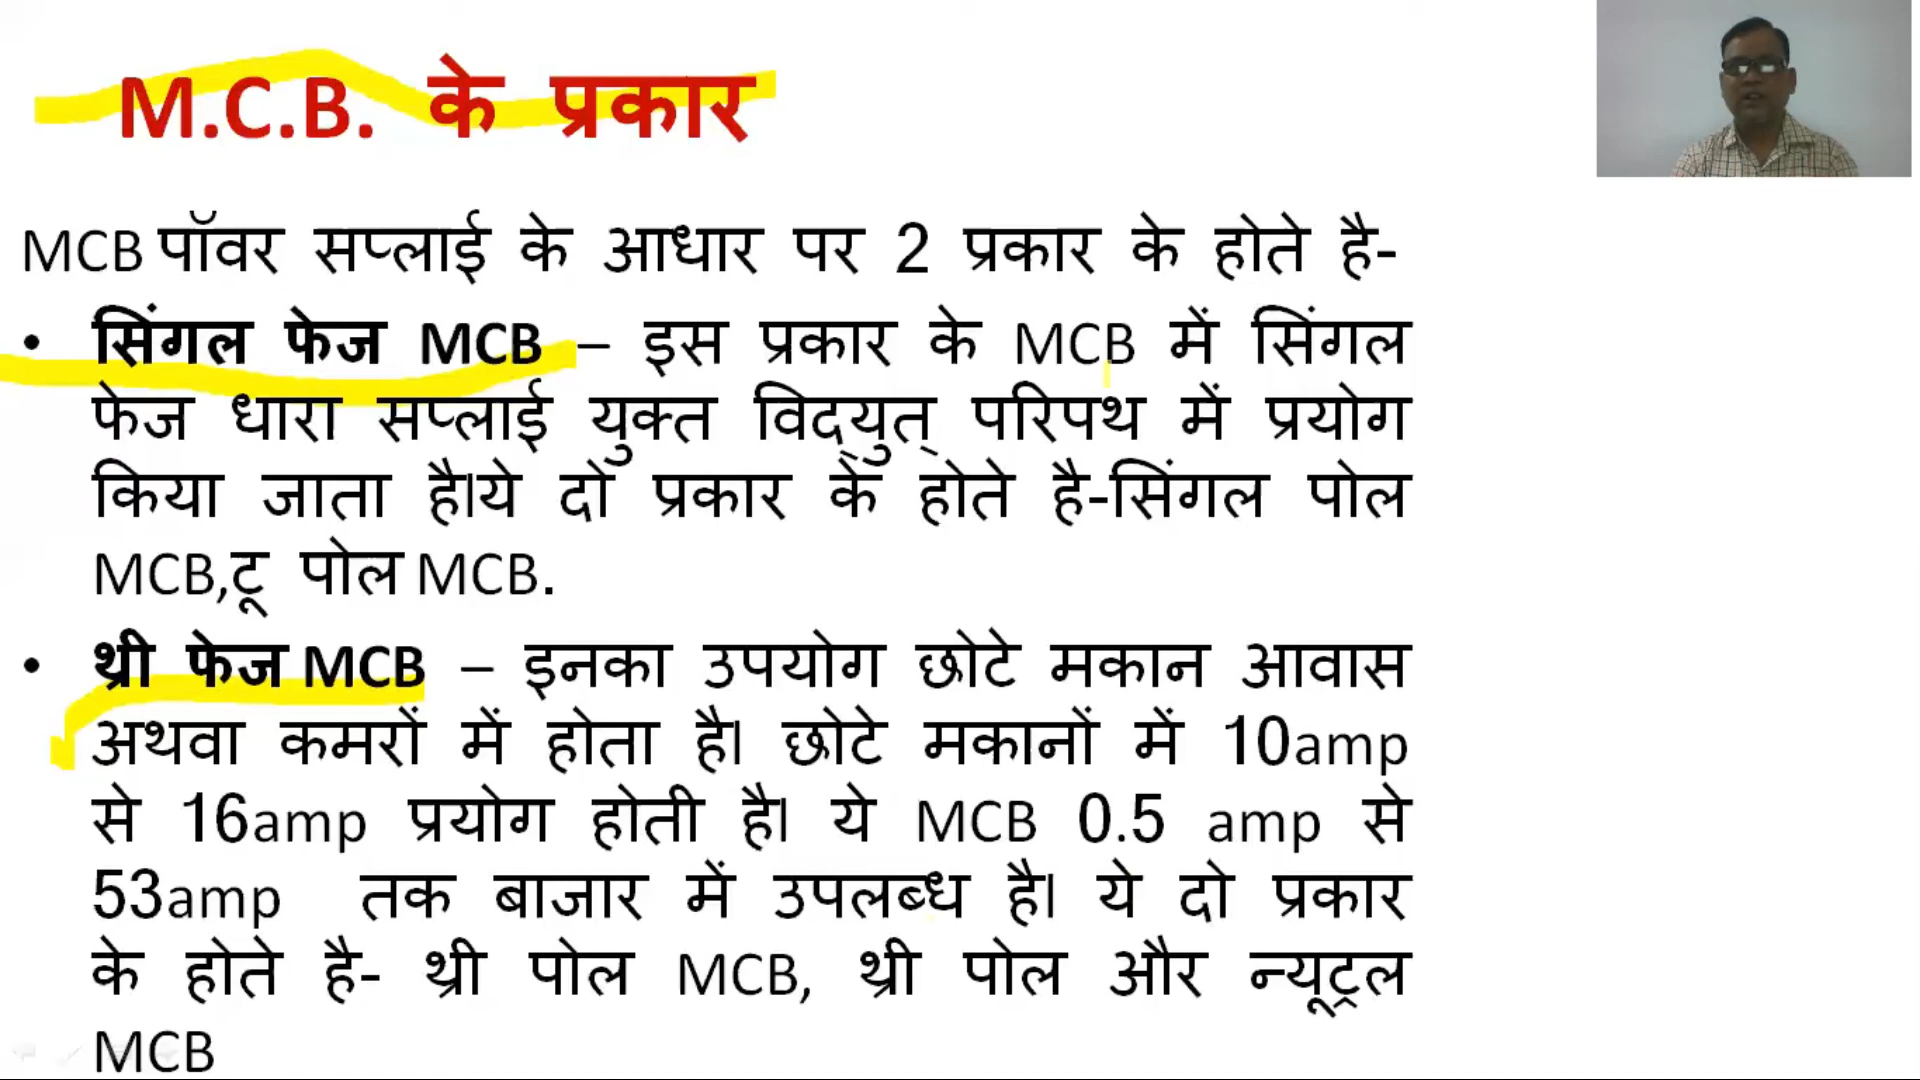 M.C.B. के प्रकार
MCB पॉवर सप्लाई के आधार पर 2 प्रकार के होते है-
• सिंगल फेज MCB – इस प्रकार के MCB में सिंगल
फेज धारा सप्लाई युक्त विद्युत् परिपथ में प्रयोग
किया जाता है।ये दो प्रकार के होते है-सिंगल पोल
MCB,टू पोल MCB.
• थ्री फेज MCB – इनका उपयोग छोटे मकान आवास
अथवा कमरों में होता है। छोटे मकानों में 10amp
से 16amp प्रयोग होती है। ये MCB 0.5 amp से
53amp तक बाजार में उपलब्ध है। ये दो प्रकार
के होते है- थ्री पोल MCB, थ्री पोल और न्यूट्रल
MCB